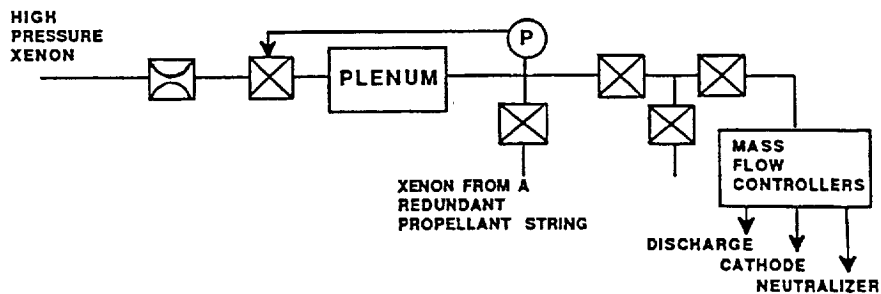 HIGH
PRESSURE
XENON
P
PLENUM
XENON FROM A
REDUNDANT
PROPELLANT STRING
MASS
FLOW
CONTROLLERS
DISCHARGE
CATHODE
NEUTRALIZER